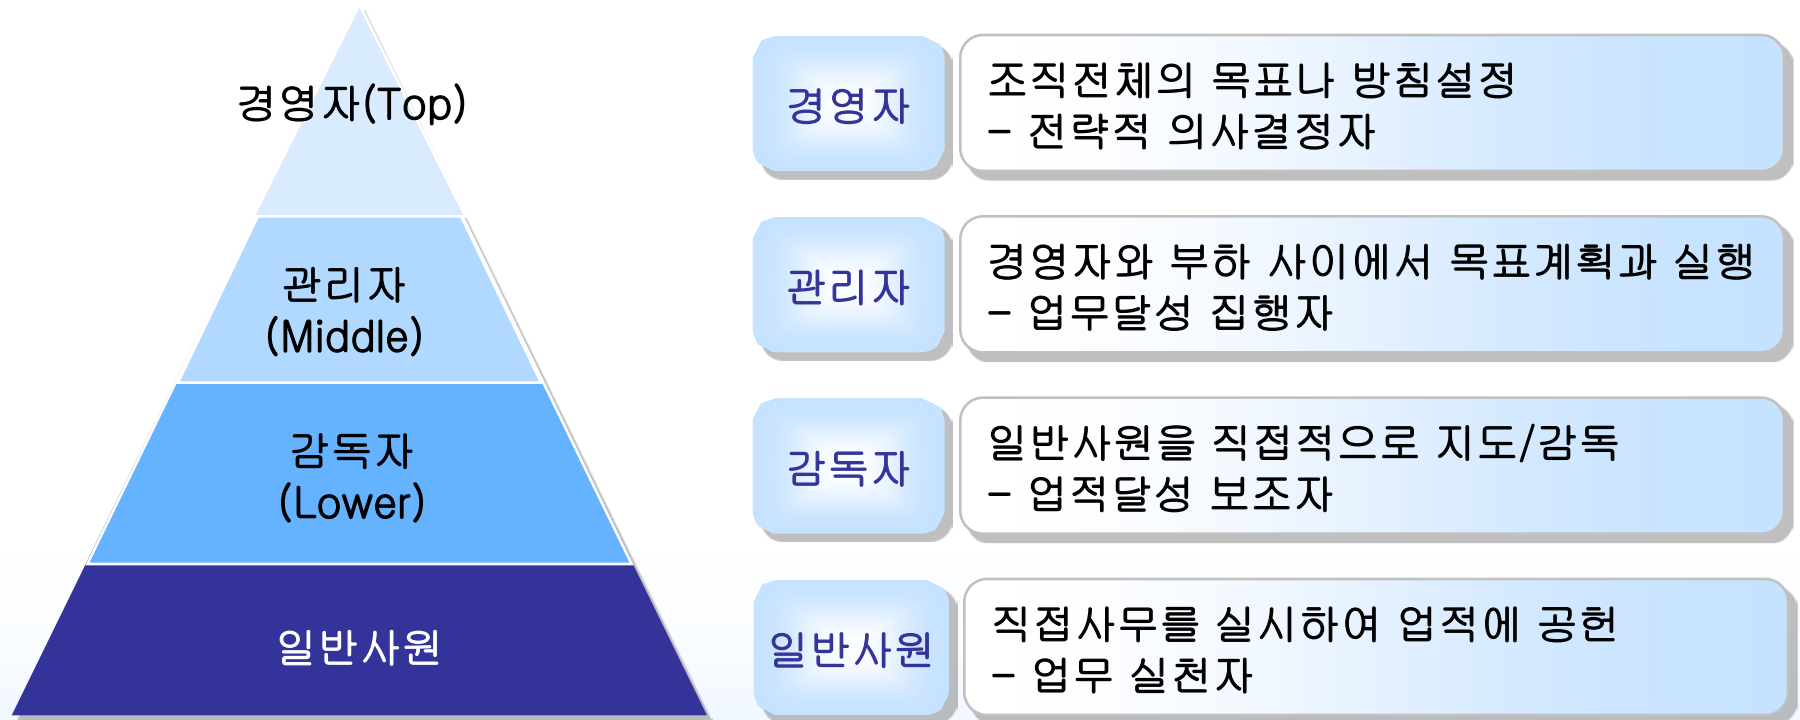 경영자(Top)
관리자
(Middle)
감독자
(Lower)
일반사원
경영자
조직전체의 목표나 방침설정
- 전략적 의사결정자
관리자
경영자와 부하 사이에서 목표계획과 실행
- 업무달성 집행자
감독자
일반사원을 직접적으로 지도/감독
- 업적달성 보조자
일반사원
직접사무를 실시하여 업적에 공헌
- 업무 실천자